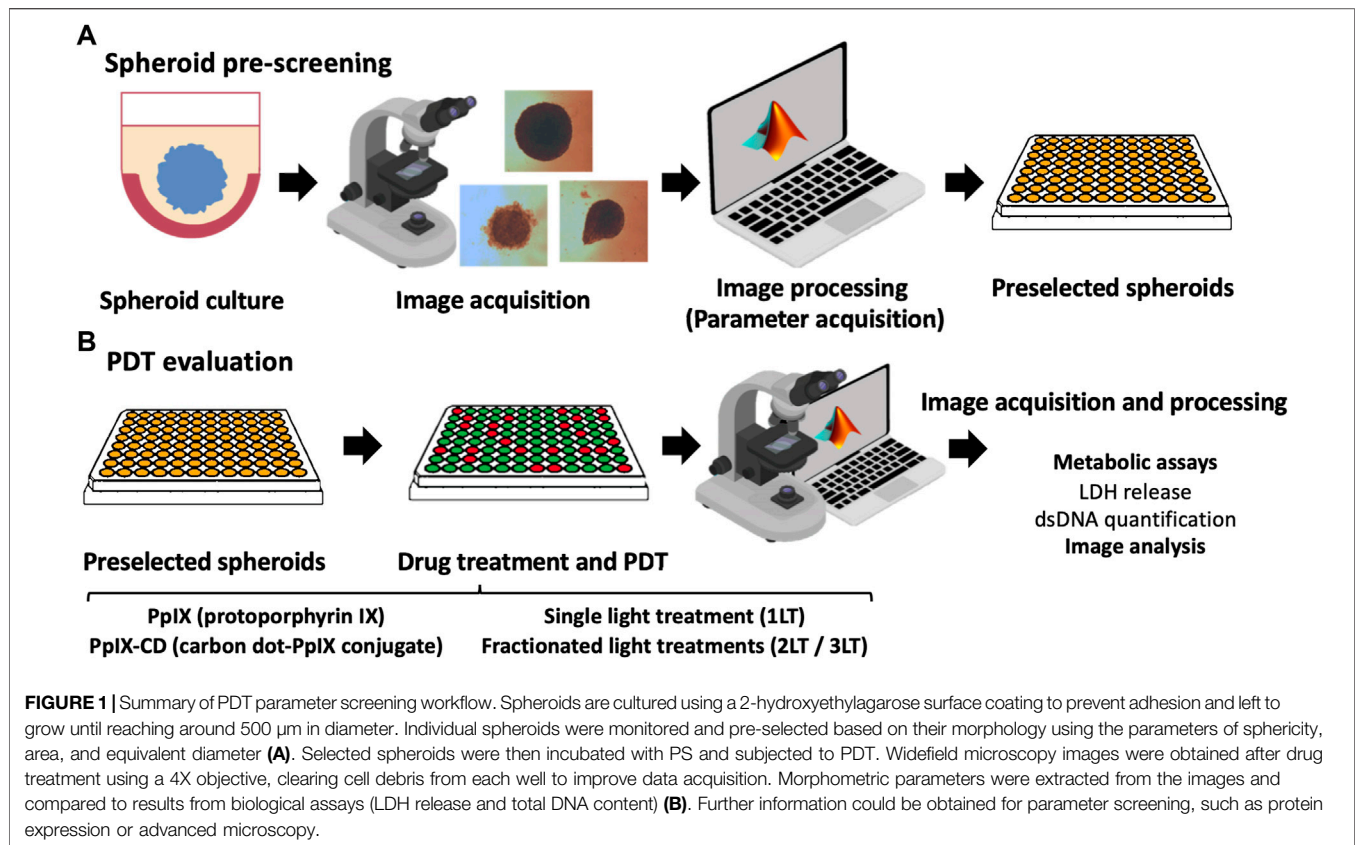 A
Spheroid pre-screening
Spheroid culture
Image acquisition
Image processing
(Parameter acquisition)
Preselected spheroids
B
PDT evaluation
Preselected spheroids
Drug treatment and PDT
Image acquisition and processing
Metabolic assays
LDH release
dsDNA quantification
Image analysis
PpIX (protoporphyrin IX)
PpIX-CD (carbon dot-PpIX conjugate)
Single light treatment (1LT)
Fractionated light treatments (2LT / 3LT)
FIGURE 1 | Summary of PDT parameter screening workflow. Spheroids are cultured using a 2-hydroxyethylagarose surface coating to prevent adhesion and left to
grow until reaching around 500 μm in diameter. Individual spheroids were monitored and pre-selected based on their morphology using the parameters of sphericity,
area, and equivalent diameter (A). Selected spheroids were then incubated with PS and subjected to PDT. Widefield microscopy images were obtained after drug
treatment using a 4X objective, clearing cell debris from each well to improve data acquisition. Morphometric parameters were extracted from the images and
compared to results from biological assays (LDH release and total DNA content) (B). Further information could be obtained for parameter screening, such as protein
expression or advanced microscopy.